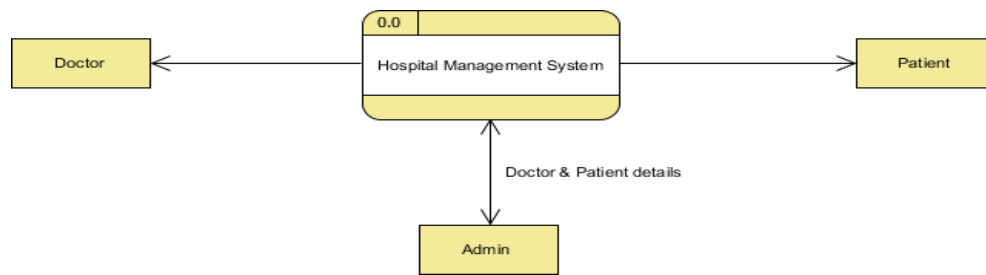 0.0
Doctor
Hospital Management System
Patient
Doctor & Patient details
Admin